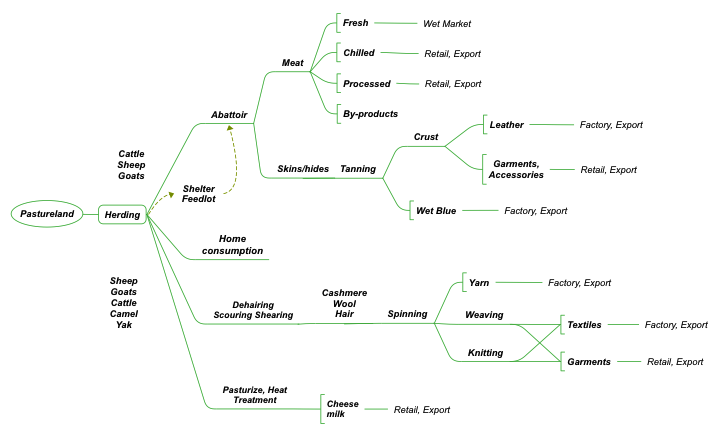 Fresh
Wet Market
Chilled
Retail, Export
Meat
Processed
Retail, Export
By-products
Abattoir
Leather
Factory, Export
Crust
Cattle
Sheep
Goats
Skins/hides
Tanning
Garments,
Accessories
Retail, Export
Shelter
Feedlot
Wet Blue
Factory, Export
Pastureland
Herding
Home
consumption
Sheep
Goats
Cattle
Camel
Yak
Yarn
Factory, Export
Dehairing
Scouring Shearing
Cashmere
Wool
Hair
Spinning
Weaving
Textiles
Factory, Export
Knitting
Garments
Retail, Export
Pasturize, Heat
Treatment
Cheese
milk
Retail, Export